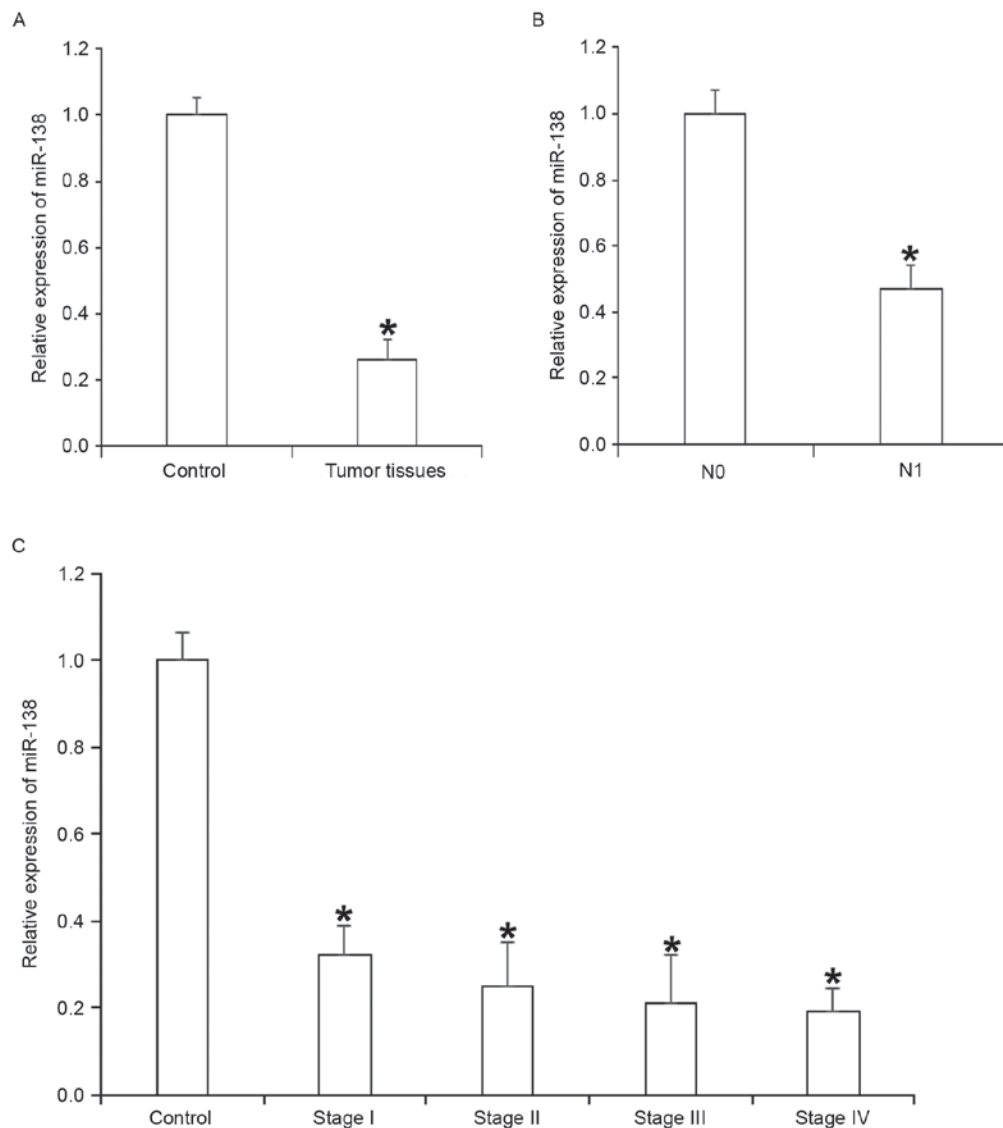 A
Relative expression of miR-138
1.2
1.0
0.8
0.6
0.4
0.2
0.0
*
Control
Tumor tissues
B
Relative expression of miR-138
1.2
1.0
0.8
0.6
0.4
0.2
0.0
*
N0
N1
C
Relative expression of miR-138
1.2
1.0
0.8
0.6
0.4
0.2
0.0
*
*
*
*
Control
Stage I
Stage II
Stage III
Stage IV